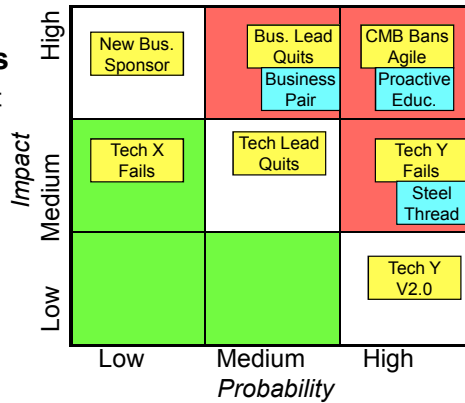 s
High
New Bus.
Sponsor
Bus. Lead
Quits
Business
Pair
CMB Bans
Agile
Proactive
Educ.
Impact
Medium
Tech X
Fails
Tech Lead
Quits
Tech Y
Fails
Steel
Thread
Low
Tech Y
V2.0
Low Medium High
Probability